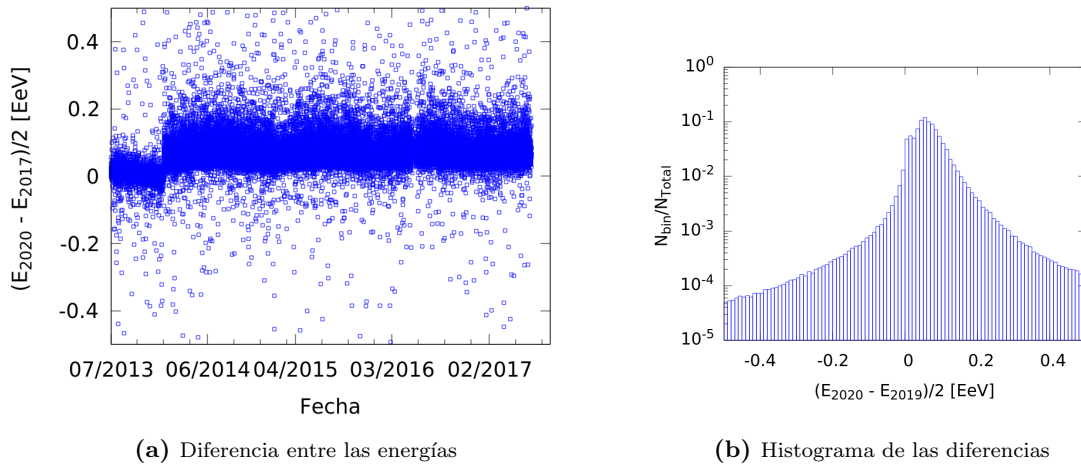 (E2020 - E2017)/2 [EeV]
0.4
0.2
0
-0.2
-0.4
07/2013 06/2014 04/2015 03/2016 02/2017
Fecha
(a) Diferencia entre las energías
Nbin/NTotal
10^0
10^-1
10^-2
10^-3
10^-4
10^-5
-0.4 -0.2 0 0.2 0.4
(E2020 - E2019)/2 [EeV]
(b) Histograma de las diferencias